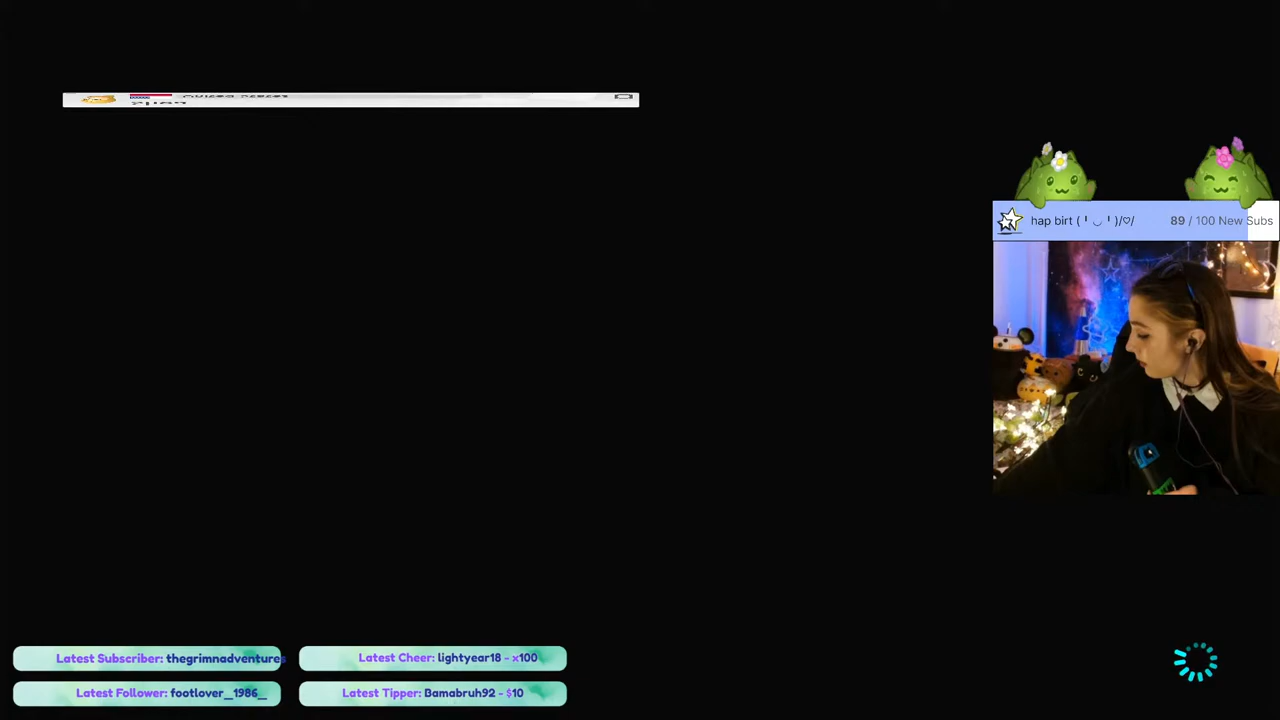 hap birt ( ╹ ◡ ╹ )/♡/ 89 / 100 New Subs
Latest Subscriber: thegrimnadventures
Latest Cheer: lightyear18 - x100
Latest Follower: footlover_1986_
Latest Tipper: Bamabruh92 - $10